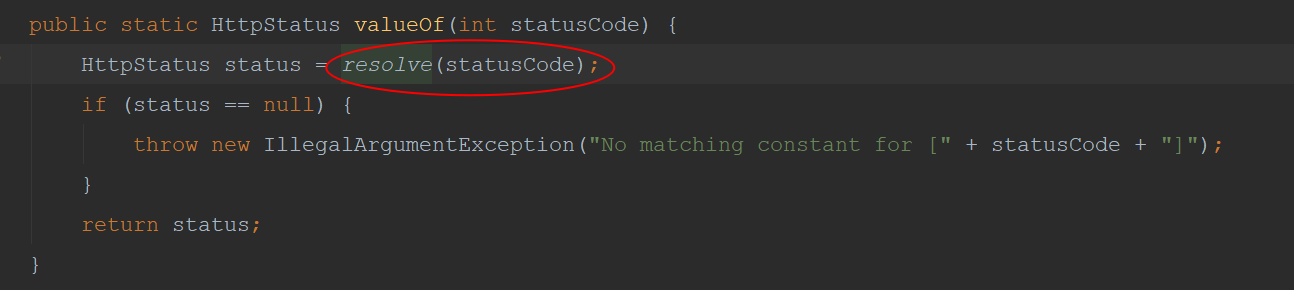 public static HttpStatus valueOf(int statusCode) {
HttpStatus status = resolve(statusCode);
if (status == null) {
throw new IllegalArgumentException("No matching constant for [" + statusCode + "]");
}
return status;
}